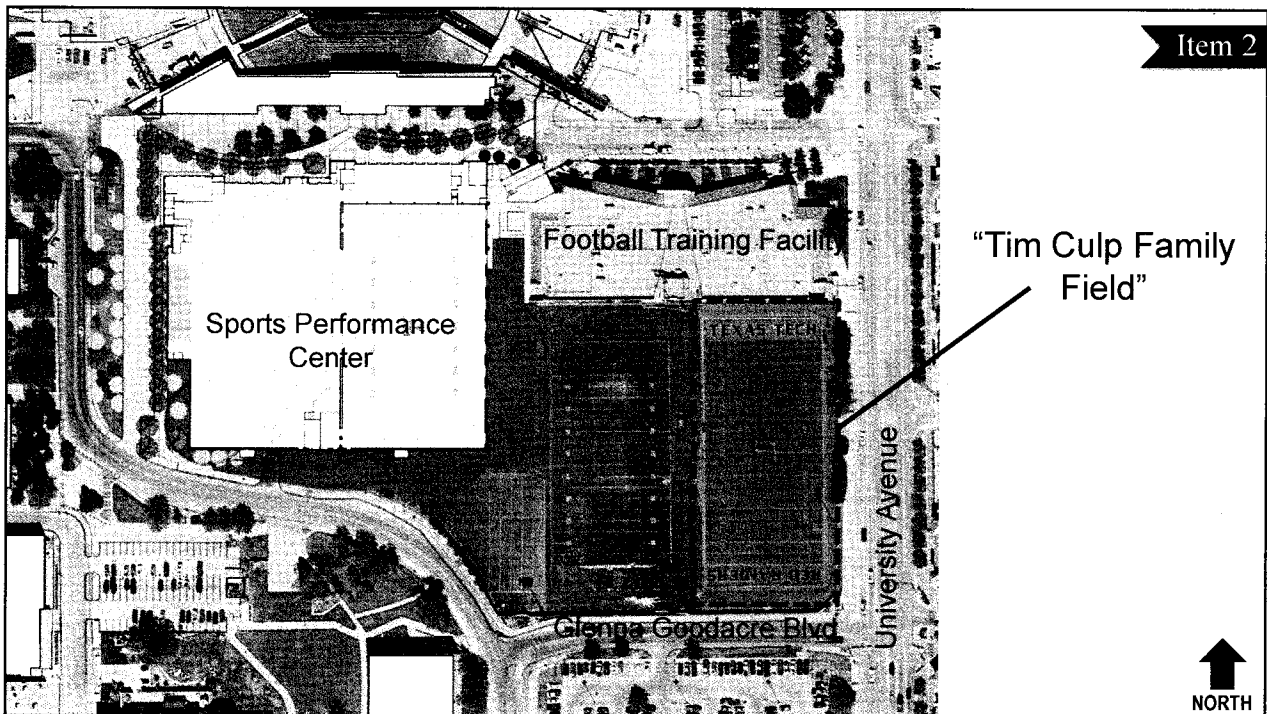 Item 2
Football Training Facility
"Tim Culp Family
Field"
Sports Performance
Center
TEXAS TECH
University Avenue
Glenna Goodacre Blvd
NORTH